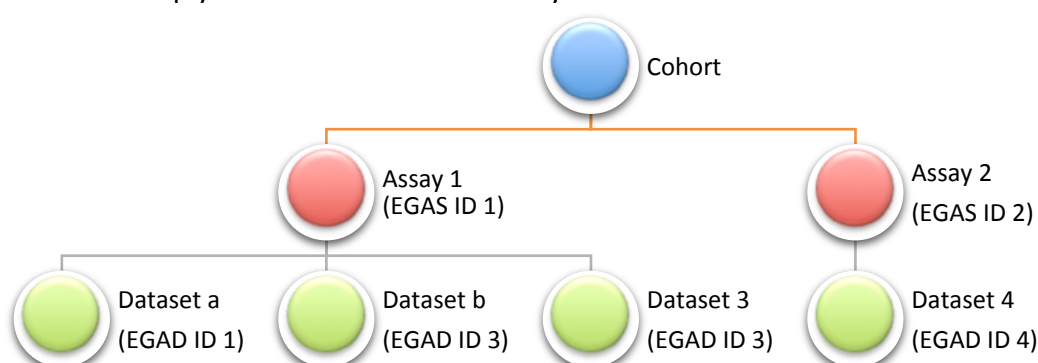 Cohort
Assay 1
(EGAS ID 1)
Assay 2
(EGAS ID 2)
Dataset a
(EGAD ID 1)
Dataset b
(EGAD ID 3)
Dataset 3
(EGAD ID 3)
Dataset 4
(EGAD ID 4)